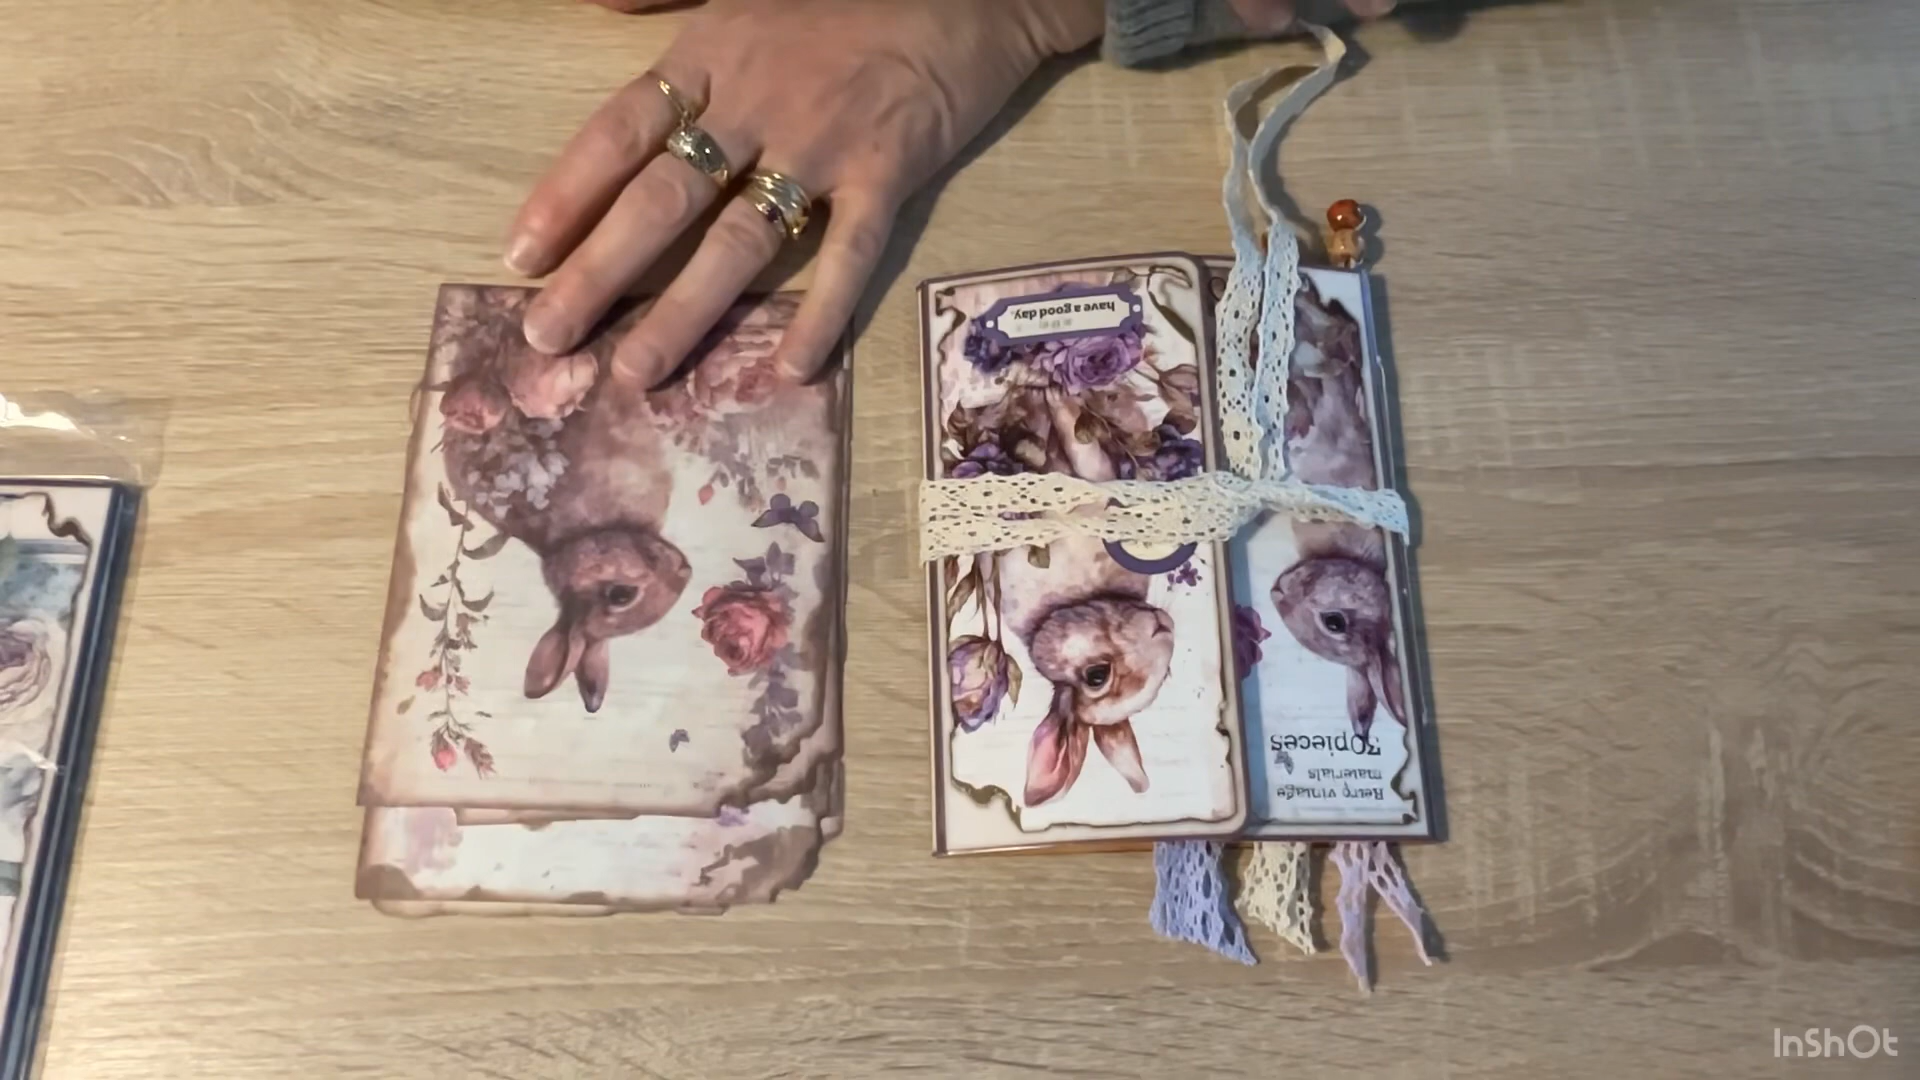 have a good day.
Retro vintage
materials
30pieces
InShOt